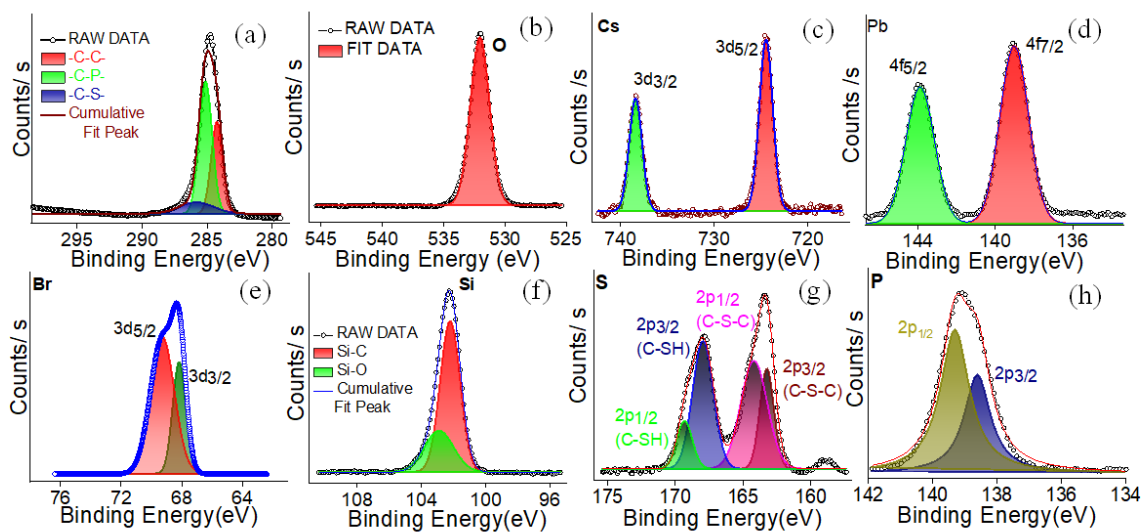 (a)
RAW DATA
-C-C-
-C-P-
-C-S-
Cumulative
Fit Peak
Counts/ s
295 290 285 280
Binding Energy(eV)
(b)
RAW DATA
FIT DATA
O
Counts/ s
545 540 535 530 525
Binding Energy(eV)
Cs
(c)
3d5/2
3d3/2
Counts /s
740 730 720
Binding Energy(eV)
Pb
(d)
4f7/2
4f5/2
Counts /s
144 140 136
Binding Energy(eV)
Br
(e)
3d5/2
3d3/2
Counts/ s
76 72 68 64
Binding Energy(eV)
Si
(f)
RAW DATA
Si-C
Si-O
Cumulative
Fit Peak
Counts/ s
108 104 100 96
Binding Energy(eV)
S
(g)
2p1/2
(C-S-C)
2p3/2
(C-SH)
2p3/2
(C-S-C)
2p1/2
(C-SH)
Counts/ s
175 170 165 160
Binding Energy(eV)
P
(h)
2p1/2
2p3/2
Counts/ s
142 140 138 136 134
Binding Energy(eV)